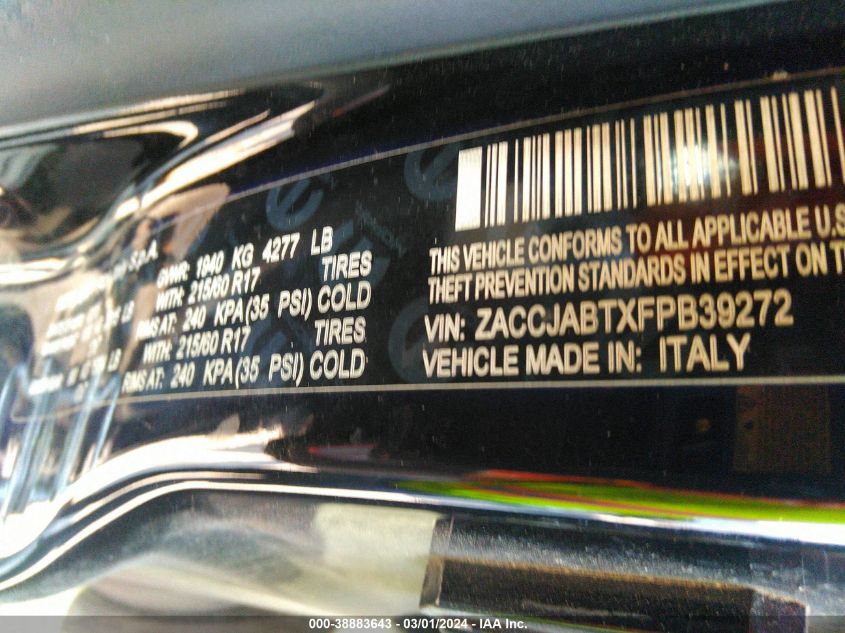 S.p.A.
GVWR: 1940 KG 4277 LB
WITH: 215/60 R17 TIRES
RIMS AT: 240 KPA(35 PSI) COLD
WITH: 215/60 R17 TIRES
RIMS AT: 240 KPA(35 PSI) COLD
LB
THIS VEHICLE CONFORMS TO ALL APPLICABLE U.S
THEFT PREVENTION STANDARDS IN EFFECT ON
VIN: ZACCJABTXFPB39272
VEHICLE MADE IN: ITALY
000-38883643 - 03/01/2024 - IAA Inc.